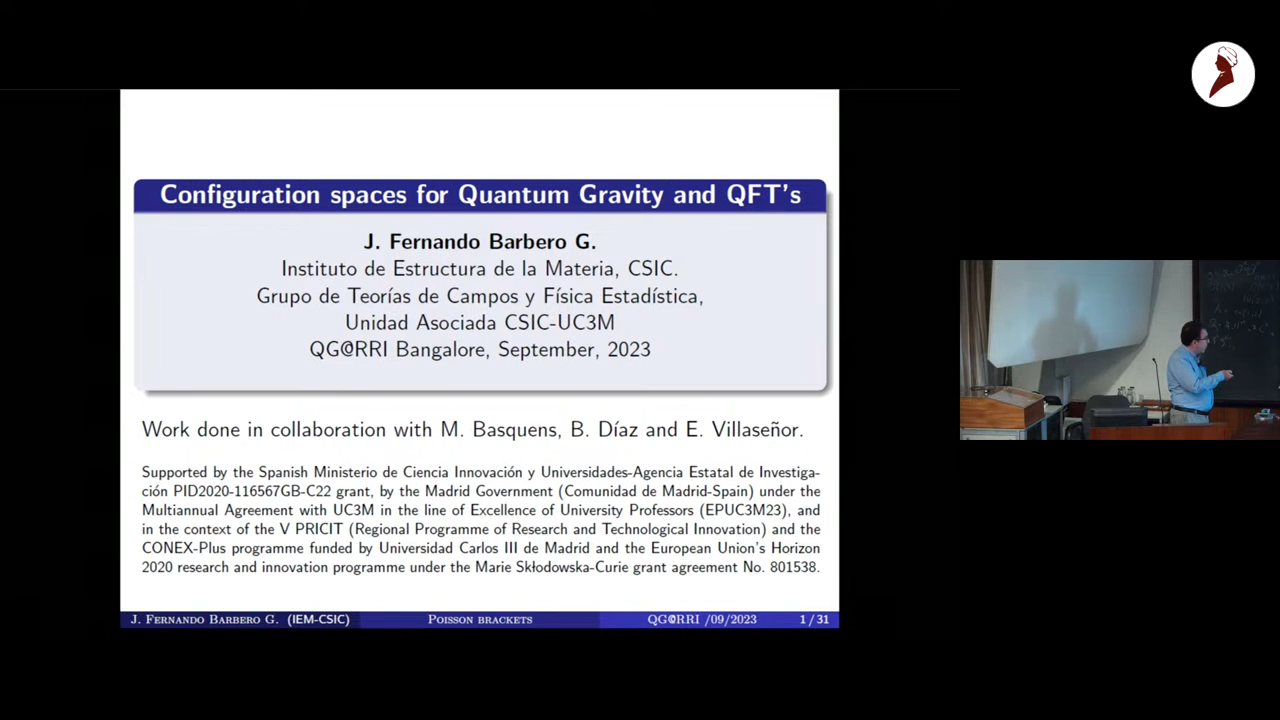 Configuration spaces for Quantum Gravity and QFT's
J. Fernando Barbero G.
Instituto de Estructura de la Materia, CSIC.
Grupo de Teorías de Campos y Física Estadística,
Unidad Asociada CSIC-UC3M
QG@RRI Bangalore, September, 2023
Work done in collaboration with M. Basquens, B. Díaz and E. Villaseñor.
Supported by the Spanish Ministerio de Ciencia Innovación y Universidades-Agencia Estatal de Investiga-
ción PID2020-116567GB-C22 grant, by the Madrid Government (Comunidad de Madrid-Spain) under the
Multiannual Agreement with UC3M in the line of Excellence of University Professors (EPUC3M23), and
in the context of the V PRICIT (Regional Programme of Research and Technological Innovation) and the
CONEX-Plus programme funded by Universidad Carlos III de Madrid and the European Union's Horizon
2020 research and innovation programme under the Marie Skłodowska-Curie grant agreement No. 801538.
J. Fernando Barbero G. (IEM-CSIC) Poisson brackets QG@RRI /09/2023 1 / 31